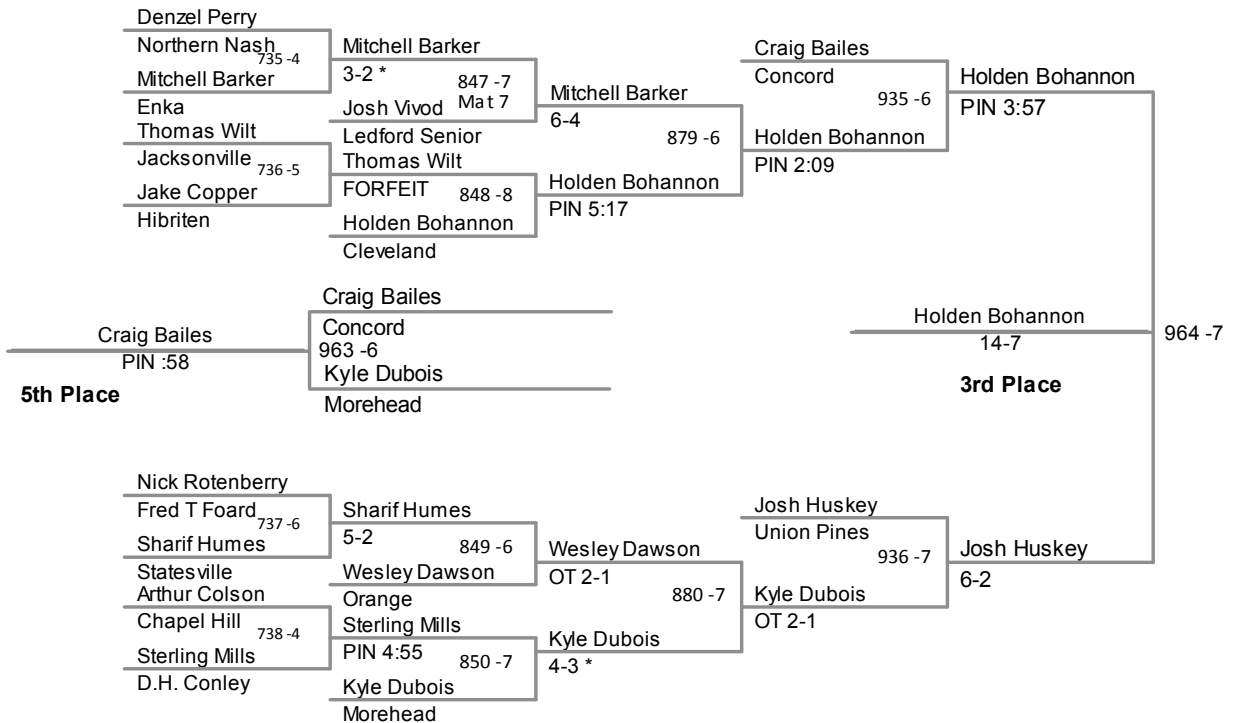 Denzel Perry
Northern Nash
735 -4
Mitchell Barker
Enka
Thomas Wilt
Jacksonville
736 -5
Jake Copper
Hibriten
Mitchell Barker
3-2 *
847 -7
Mat 7
Josh Vivod
Ledford Senior
Thomas Wilt
FORFEIT
848 -8
Holden Bohannon
Cleveland
Mitchell Barker
6-4
879 -6
Holden Bohannon
PIN 5:17
Craig Bailes
Concord
935 -6
Holden Bohannon
PIN 2:09
Holden Bohannon
PIN 3:57
Craig Bailes
PIN :58
5th Place
Craig Bailes
Concord
963 -6
Kyle Dubois
Morehead
Holden Bohannon
14-7
3rd Place
964 -7
Nick Rotenberry
Fred T Foard
737 -6
Sharif Humes
Statesville
Arthur Colson
Chapel Hill
738 -4
Sterling Mills
D.H. Conley
Sharif Humes
5-2
849 -6
Wesley Dawson
Orange
Sterling Mills
PIN 4:55
850 -7
Kyle Dubois
Morehead
Wesley Dawson
OT 2-1
880 -7
Kyle Dubois
4-3 *
Josh Huskey
Union Pines
936 -7
Kyle Dubois
OT 2-1
Josh Huskey
6-2